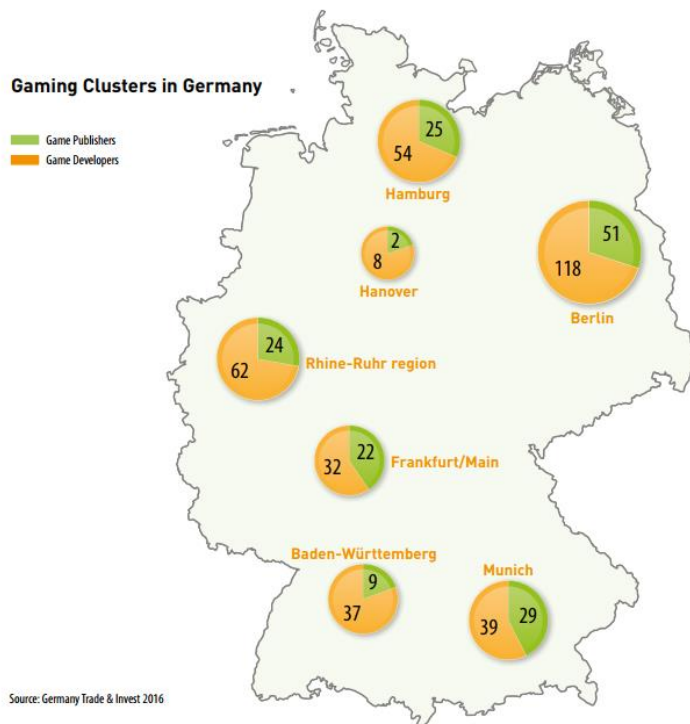 Gaming Clusters in Germany
Game Publishers
Game Developers
25
54
Hamburg
2
8
Hanover
51
118
Berlin
24
62
Rhine-Ruhr region
22
32
Frankfurt/Main
Baden-Württemberg
9
37
Munich
29
39
Source: Germany Trade & Invest 2016